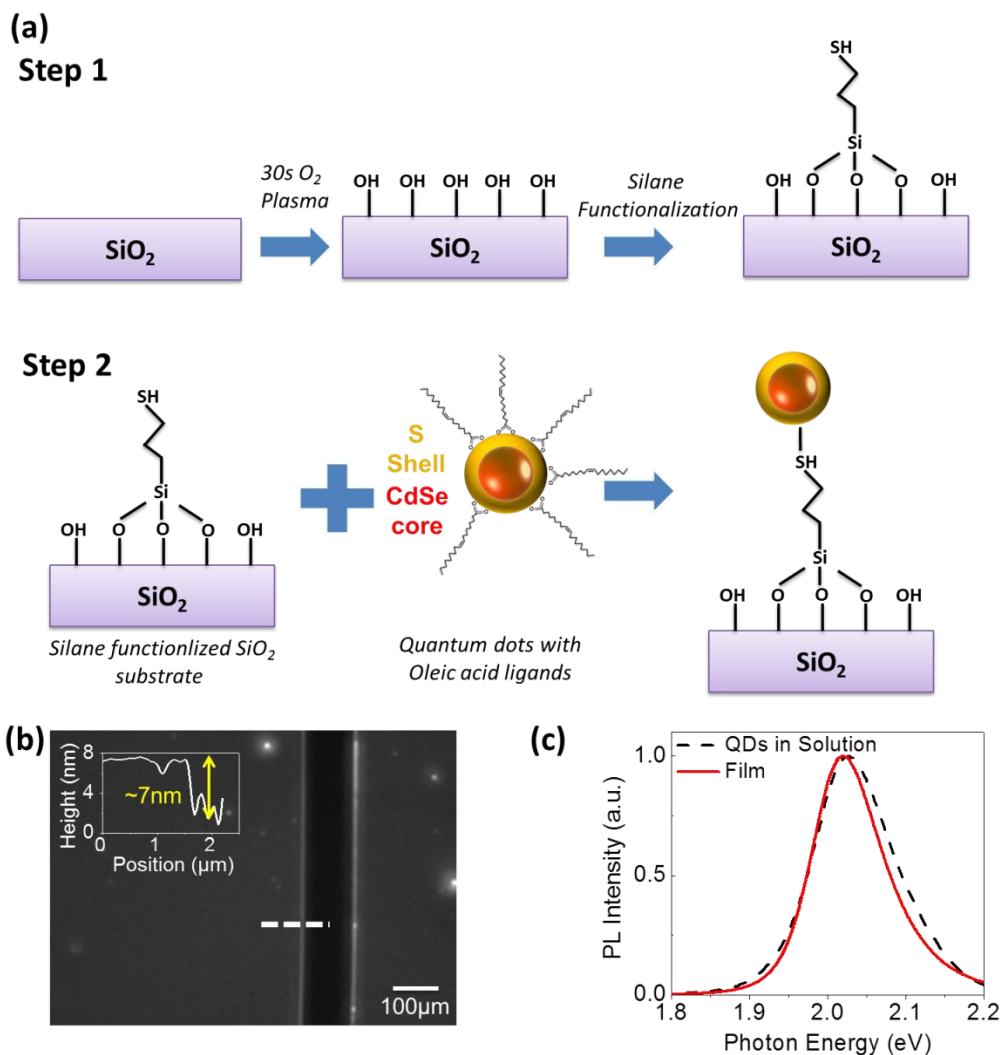 (a)
Step 1
SH
Si
30s O₂
Plasma
OH OH OH OH OH
Silane
Functionalization
OH O O O OH
SiO₂
SiO₂
SiO₂
Step 2
SH
Si
OH O O O OH
SiO₂
Silane functionlized SiO₂
substrate
S
Shell
CdSe
core
Quantum dots with
Oleic acid ligands
SH
Si
OH O O O OH
SiO₂
(b)
Height (nm)
8
4
0
~7nm
0 1 2
Position (μm)
100μm
(c)
PL Intensity (a.u.)
1.0
0.5
0.0
QDs in Solution
Film
1.8 1.9 2.0 2.1 2.2
Photon Energy (eV)